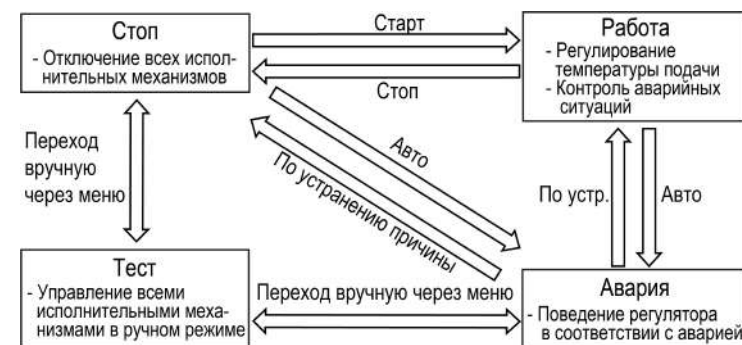 Стоп
- Отключение всех испол-
нительных механизмов
Старт
Стоп
Работа
- Регулирование
температуры подачи
- Контроль аварийных
ситуаций
Переход
вручную
через меню
Авто
По устранению причины
По устр.
Авто
Тест
- Управление всеми
исполнительными меха-
низмами в ручном режиме
Переход вручную через меню
Авария
- Поведение регулятора
в соответствии с аварией